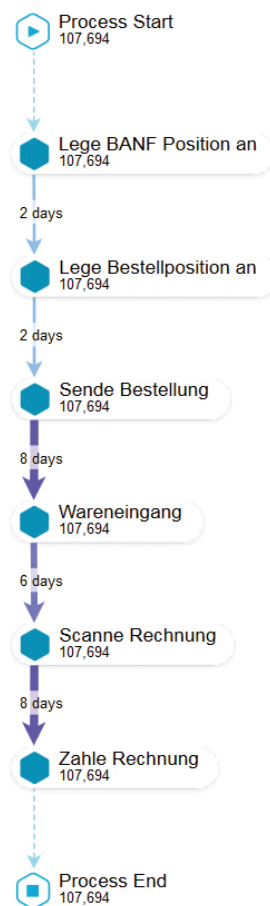 Process Start
107,694
Lege BANF Position an
107,694
2 days
Lege Bestellposition an
107,694
2 days
Sende Bestellung
107,694
8 days
Wareneingang
107,694
6 days
Scanne Rechnung
107,694
8 days
Zahle Rechnung
107,694
Process End
107,694